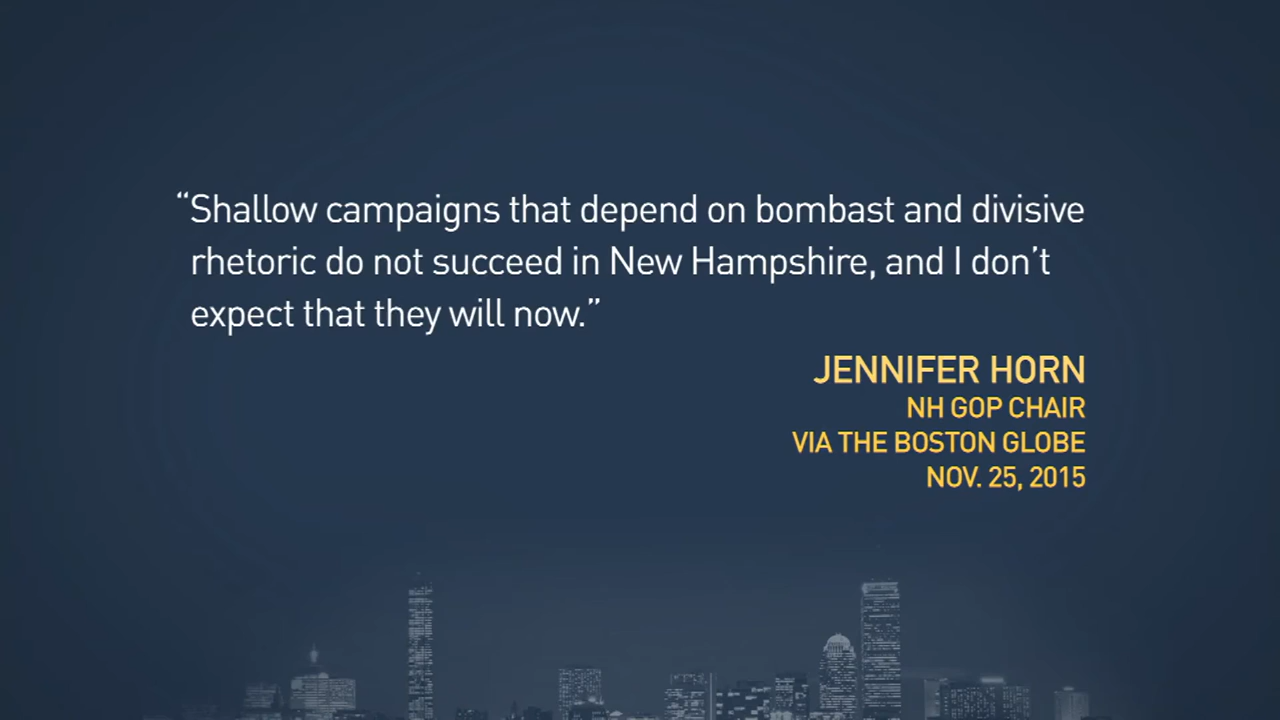 “Shallow campaigns that depend on bombast and divisive
rhetoric do not succeed in New Hampshire, and I don’t
expect that they will now.”
JENNIFER HORN
NH GOP CHAIR
VIA THE BOSTON GLOBE
NOV. 25, 2015